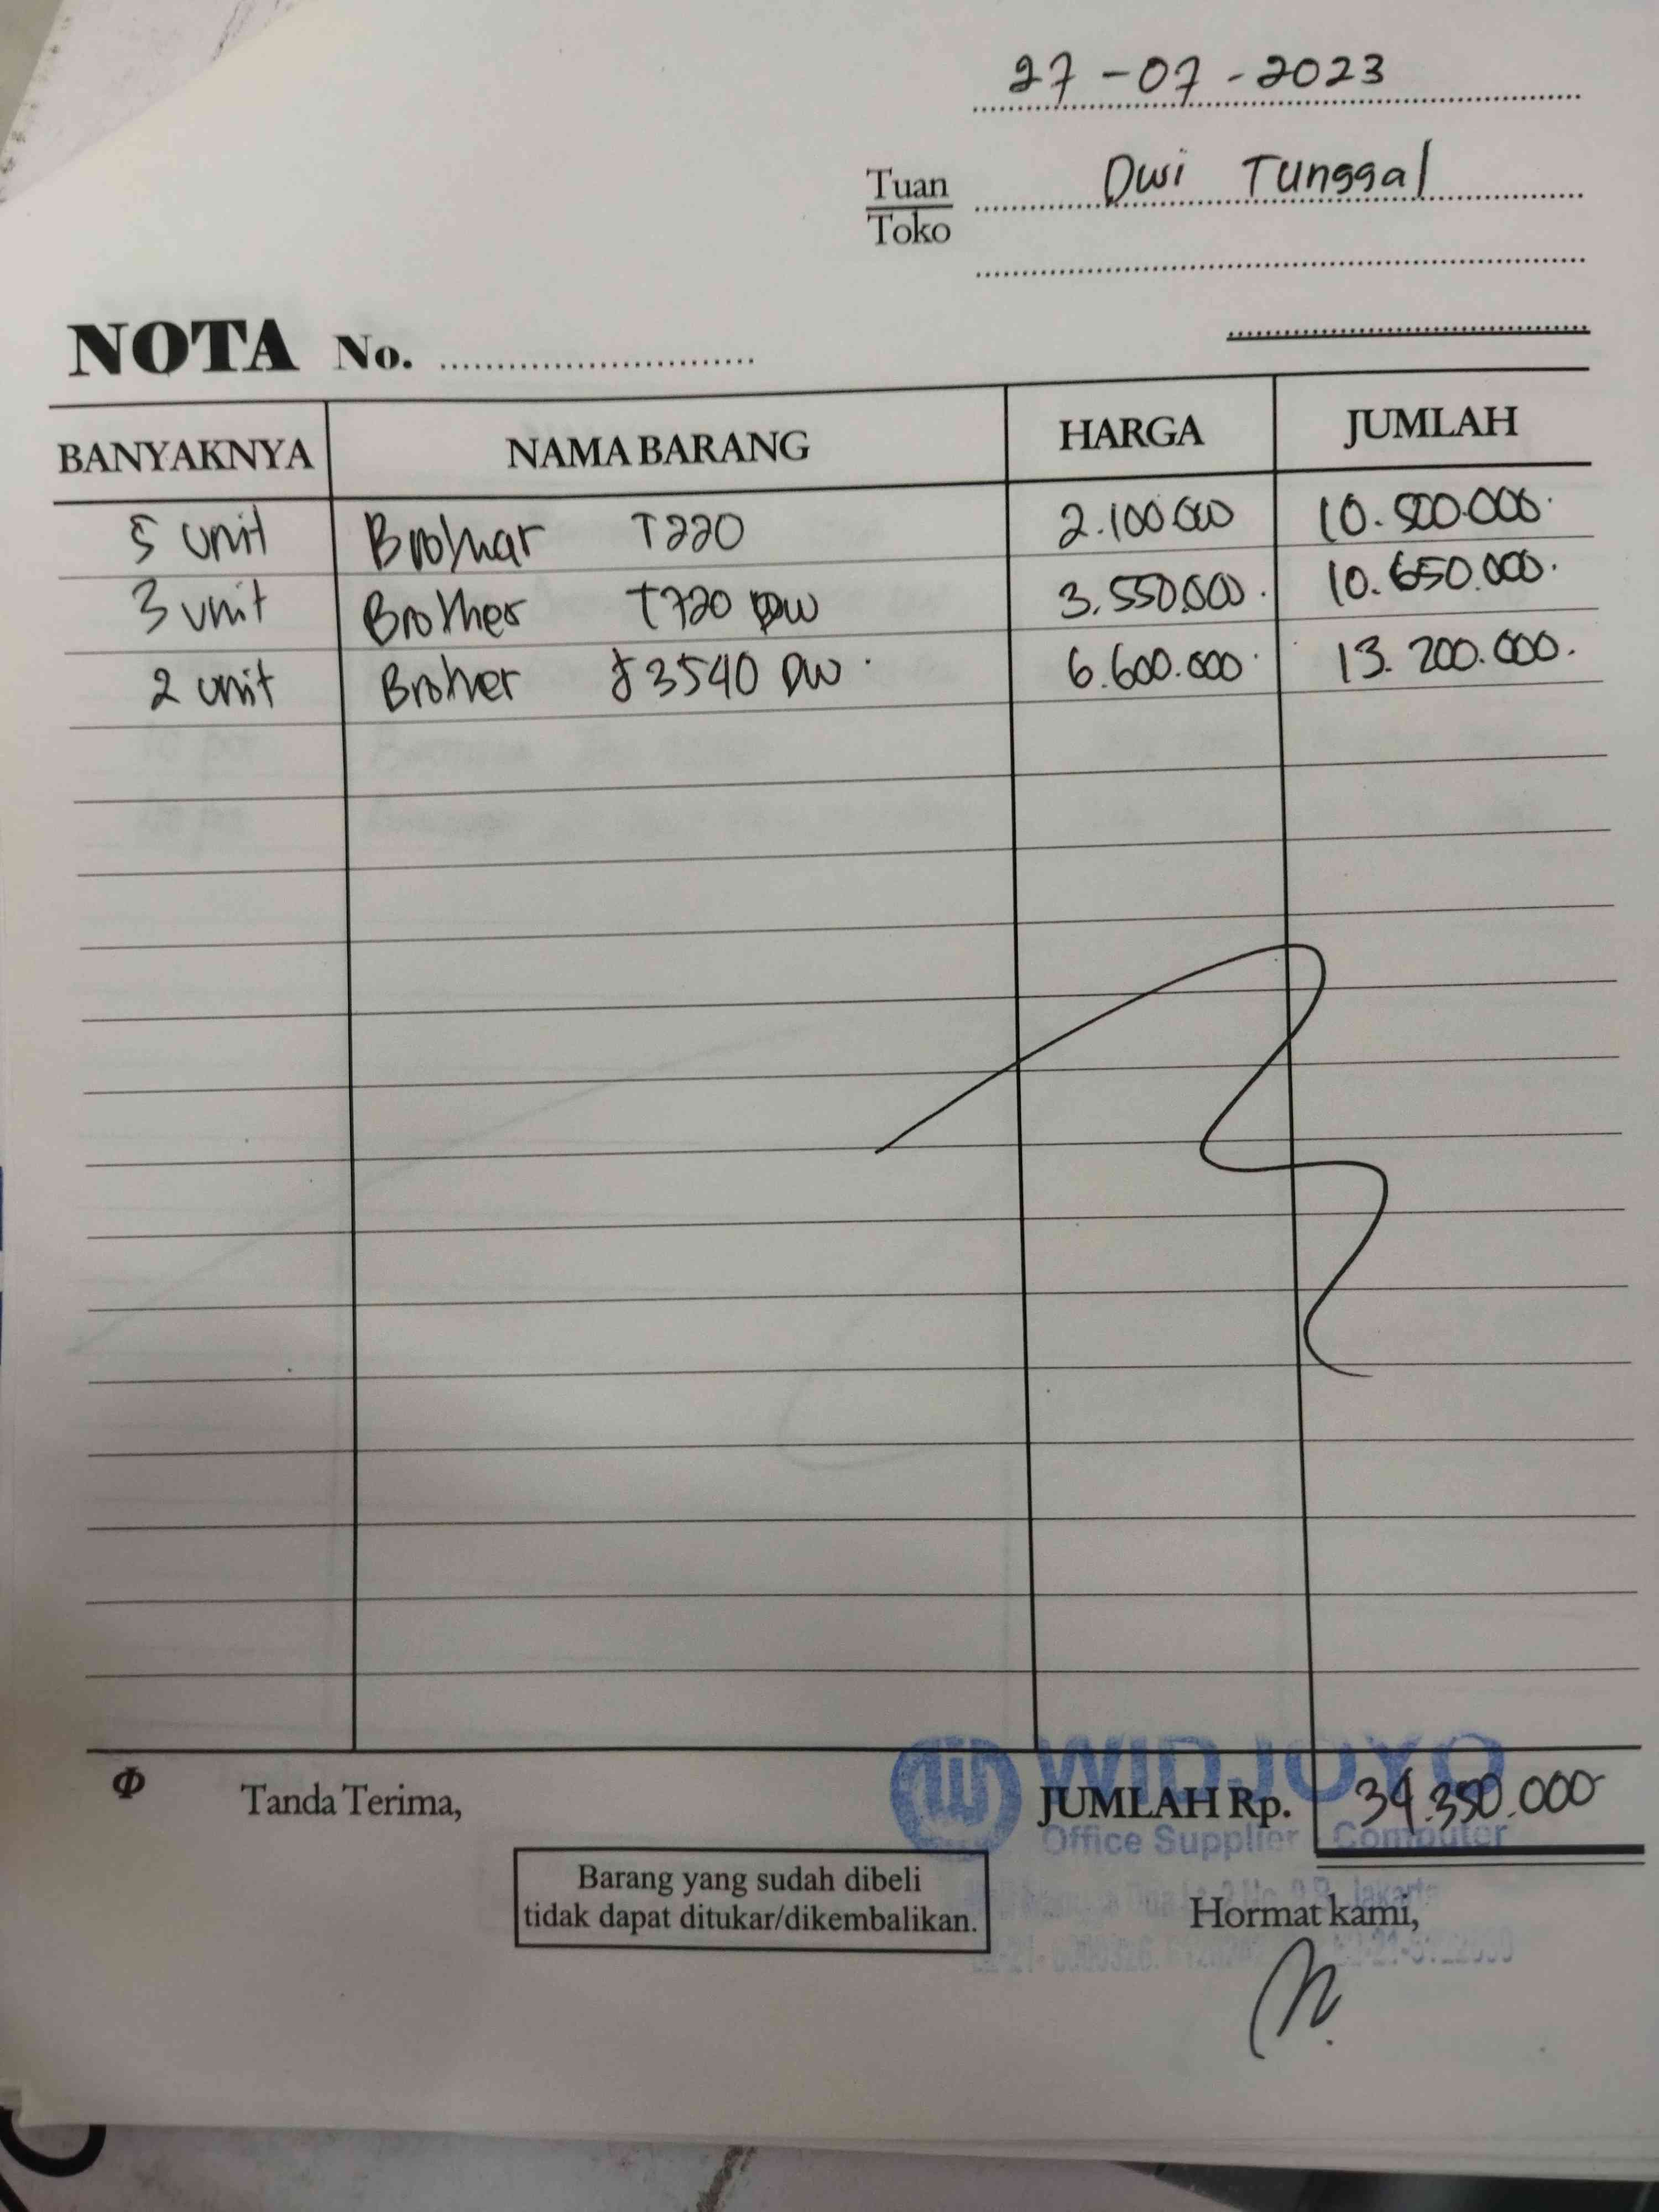 27-07-2023
Tuan
Toko
Dwi Tunggal
NOTA No.
BANYAKNYA NAMA BARANG HARGA JUMLAH
5 unit Brothar T220 2.100.000 10.500.000
3 unit Brother T720 DW 3.550.000 10.650.000
2 unit Broher J3540 DW 6.600.000 13.200.000
Φ Tanda Terima, JUMLAH Rp. 34.350.000
WIDJOYO
Office Supplier Computer
Barang yang sudah dibeli
tidak dapat ditukar/dikembalikan.
Jakarta
Hormat kami,